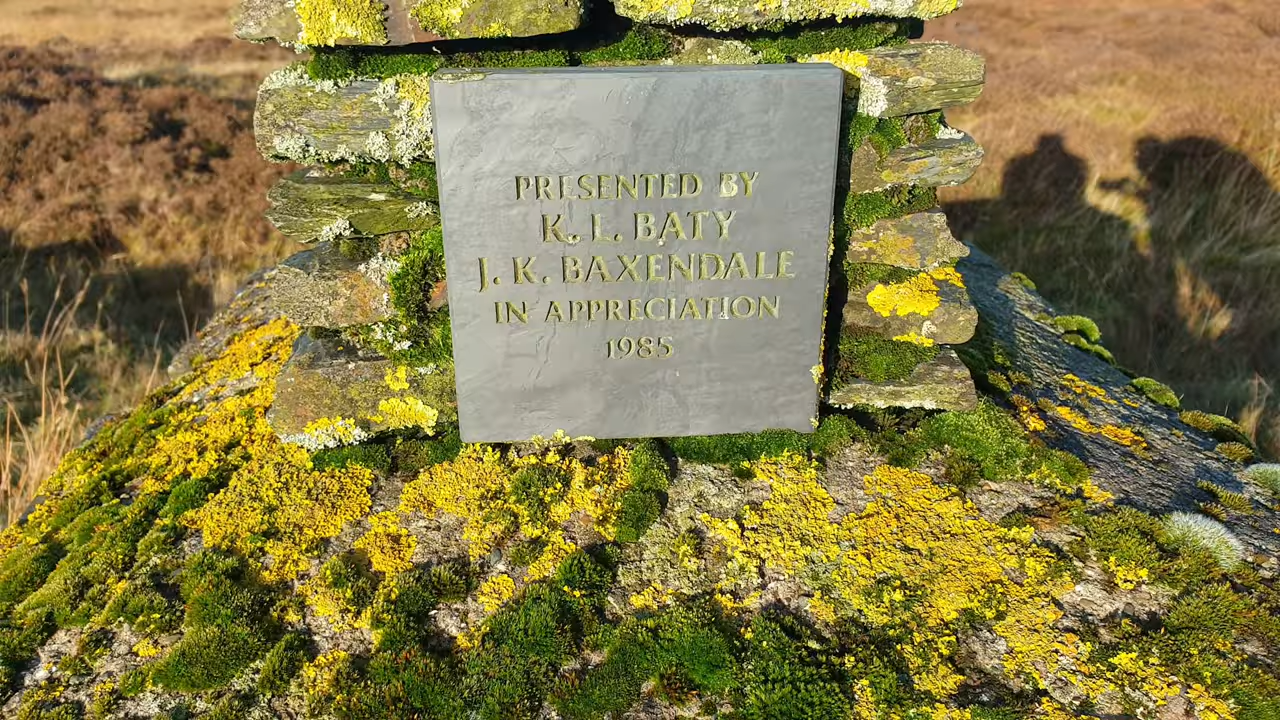 PRESENTED BY
K. L. BATY
J. K. BAXENDALE
IN APPRECIATION
1985